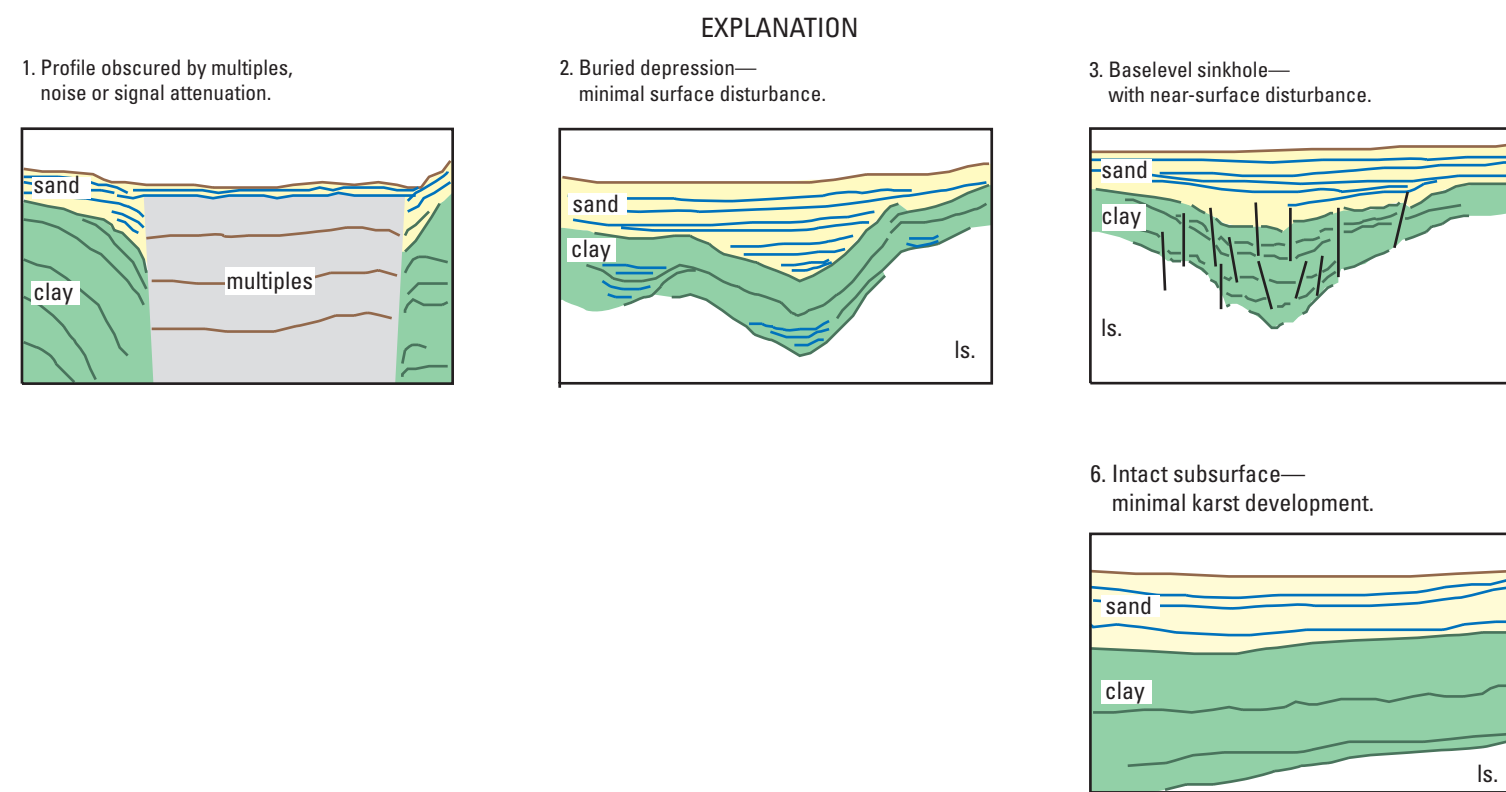 EXPLANATION
1. Profile obscured by multiples,
noise or signal attenuation.
sand
clay
multiples
2. Buried depression—
minimal surface disturbance.
sand
clay
ls.
3. Baselevel sinkhole—
with near-surface disturbance.
sand
clay
ls.
6. Intact subsurface—
minimal karst development.
sand
clay
ls.